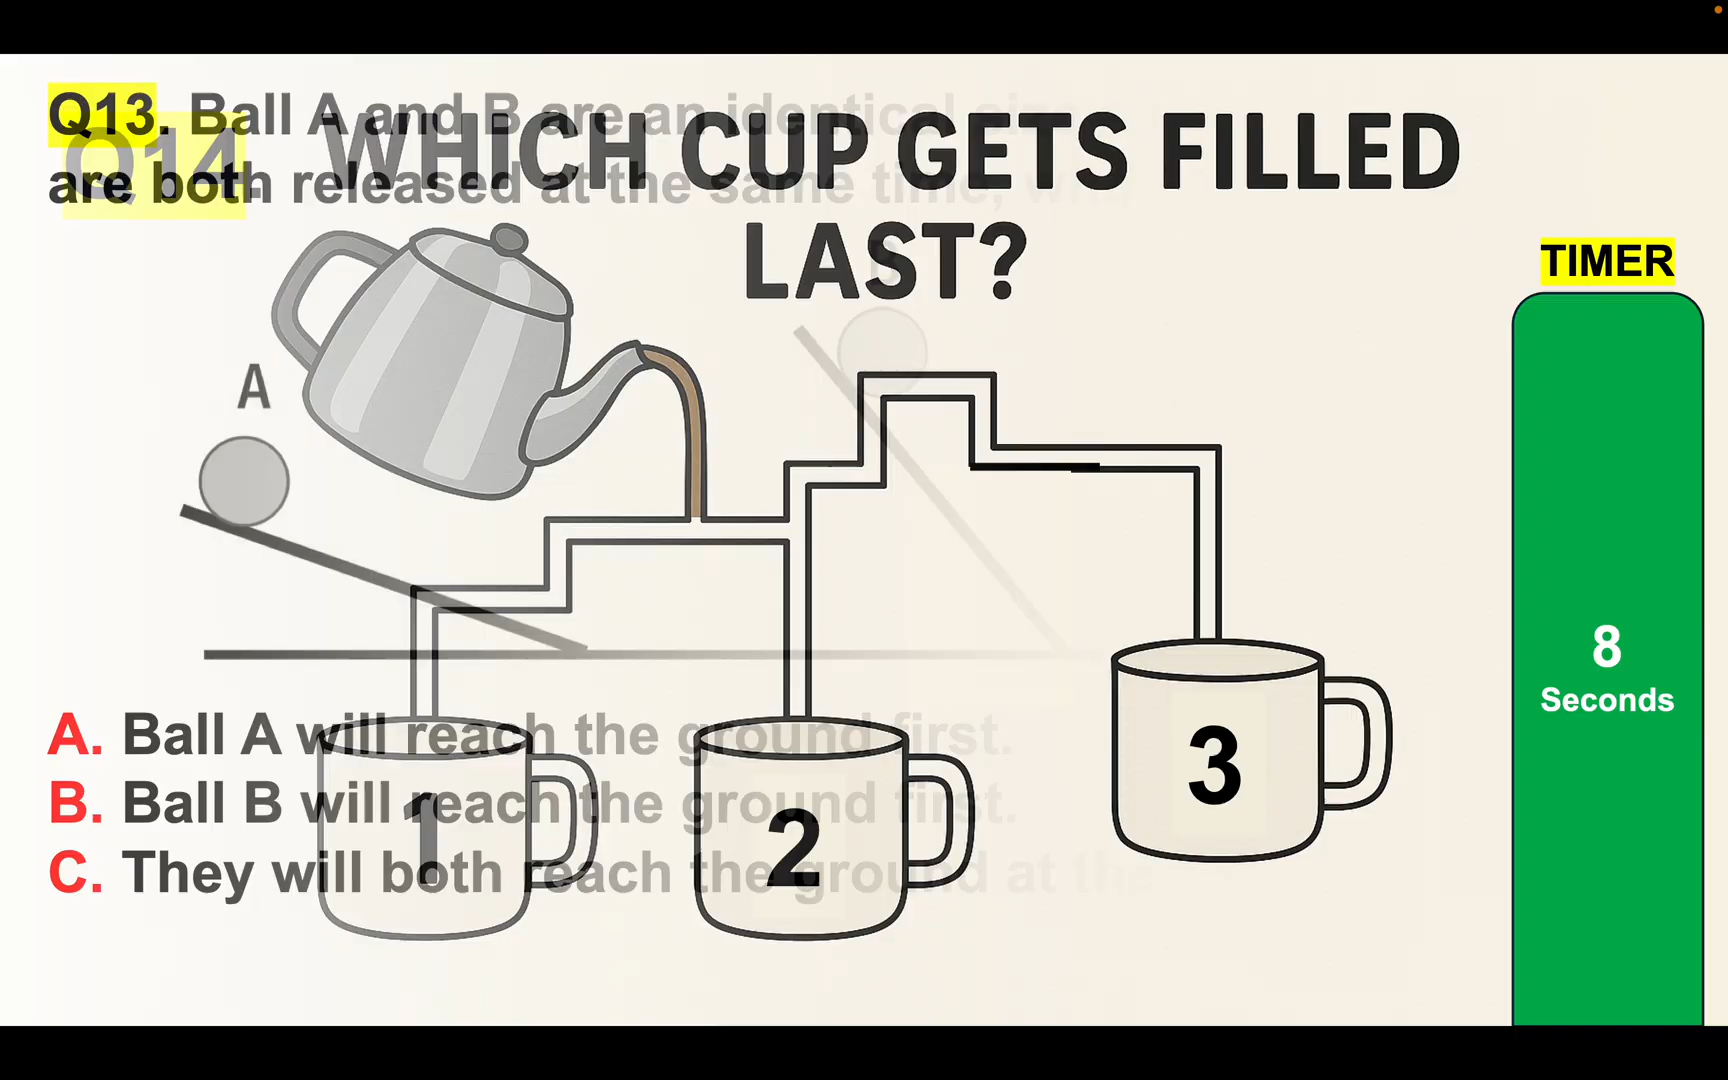 Q13. Ball A and B are an identical size
are both released at the same time,
Q14. WHICH CUP GETS FILLED
LAST?
TIMER
A
8
Seconds
A. Ball A will reach the ground first.
B. Ball B will reach the ground first.
C. They will both reach the ground at the
1
2
3